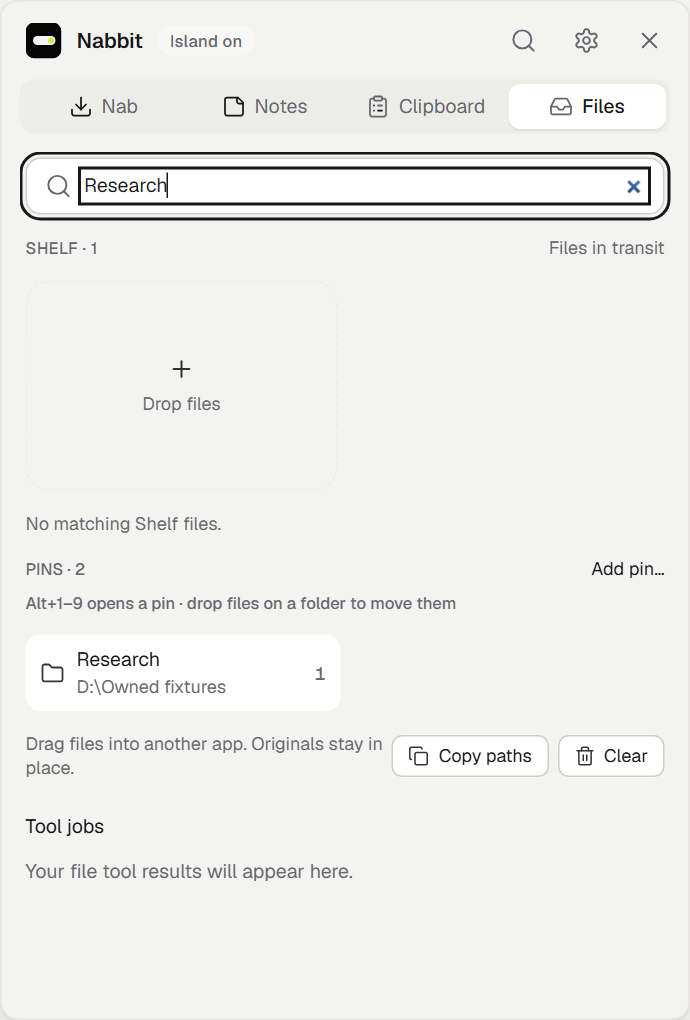 Nabbit
Island on
Nab
Notes
Clipboard
Files
Research
SHELF · 1
Files in transit
Drop files
No matching Shelf files.
PINS · 2
Add pin...
Alt+1–9 opens a pin · drop files on a folder to move them
Research
1
D:\Owned fixtures
Drag files into another app. Originals stay in
place.
Copy paths
Clear
Tool jobs
Your file tool results will appear here.